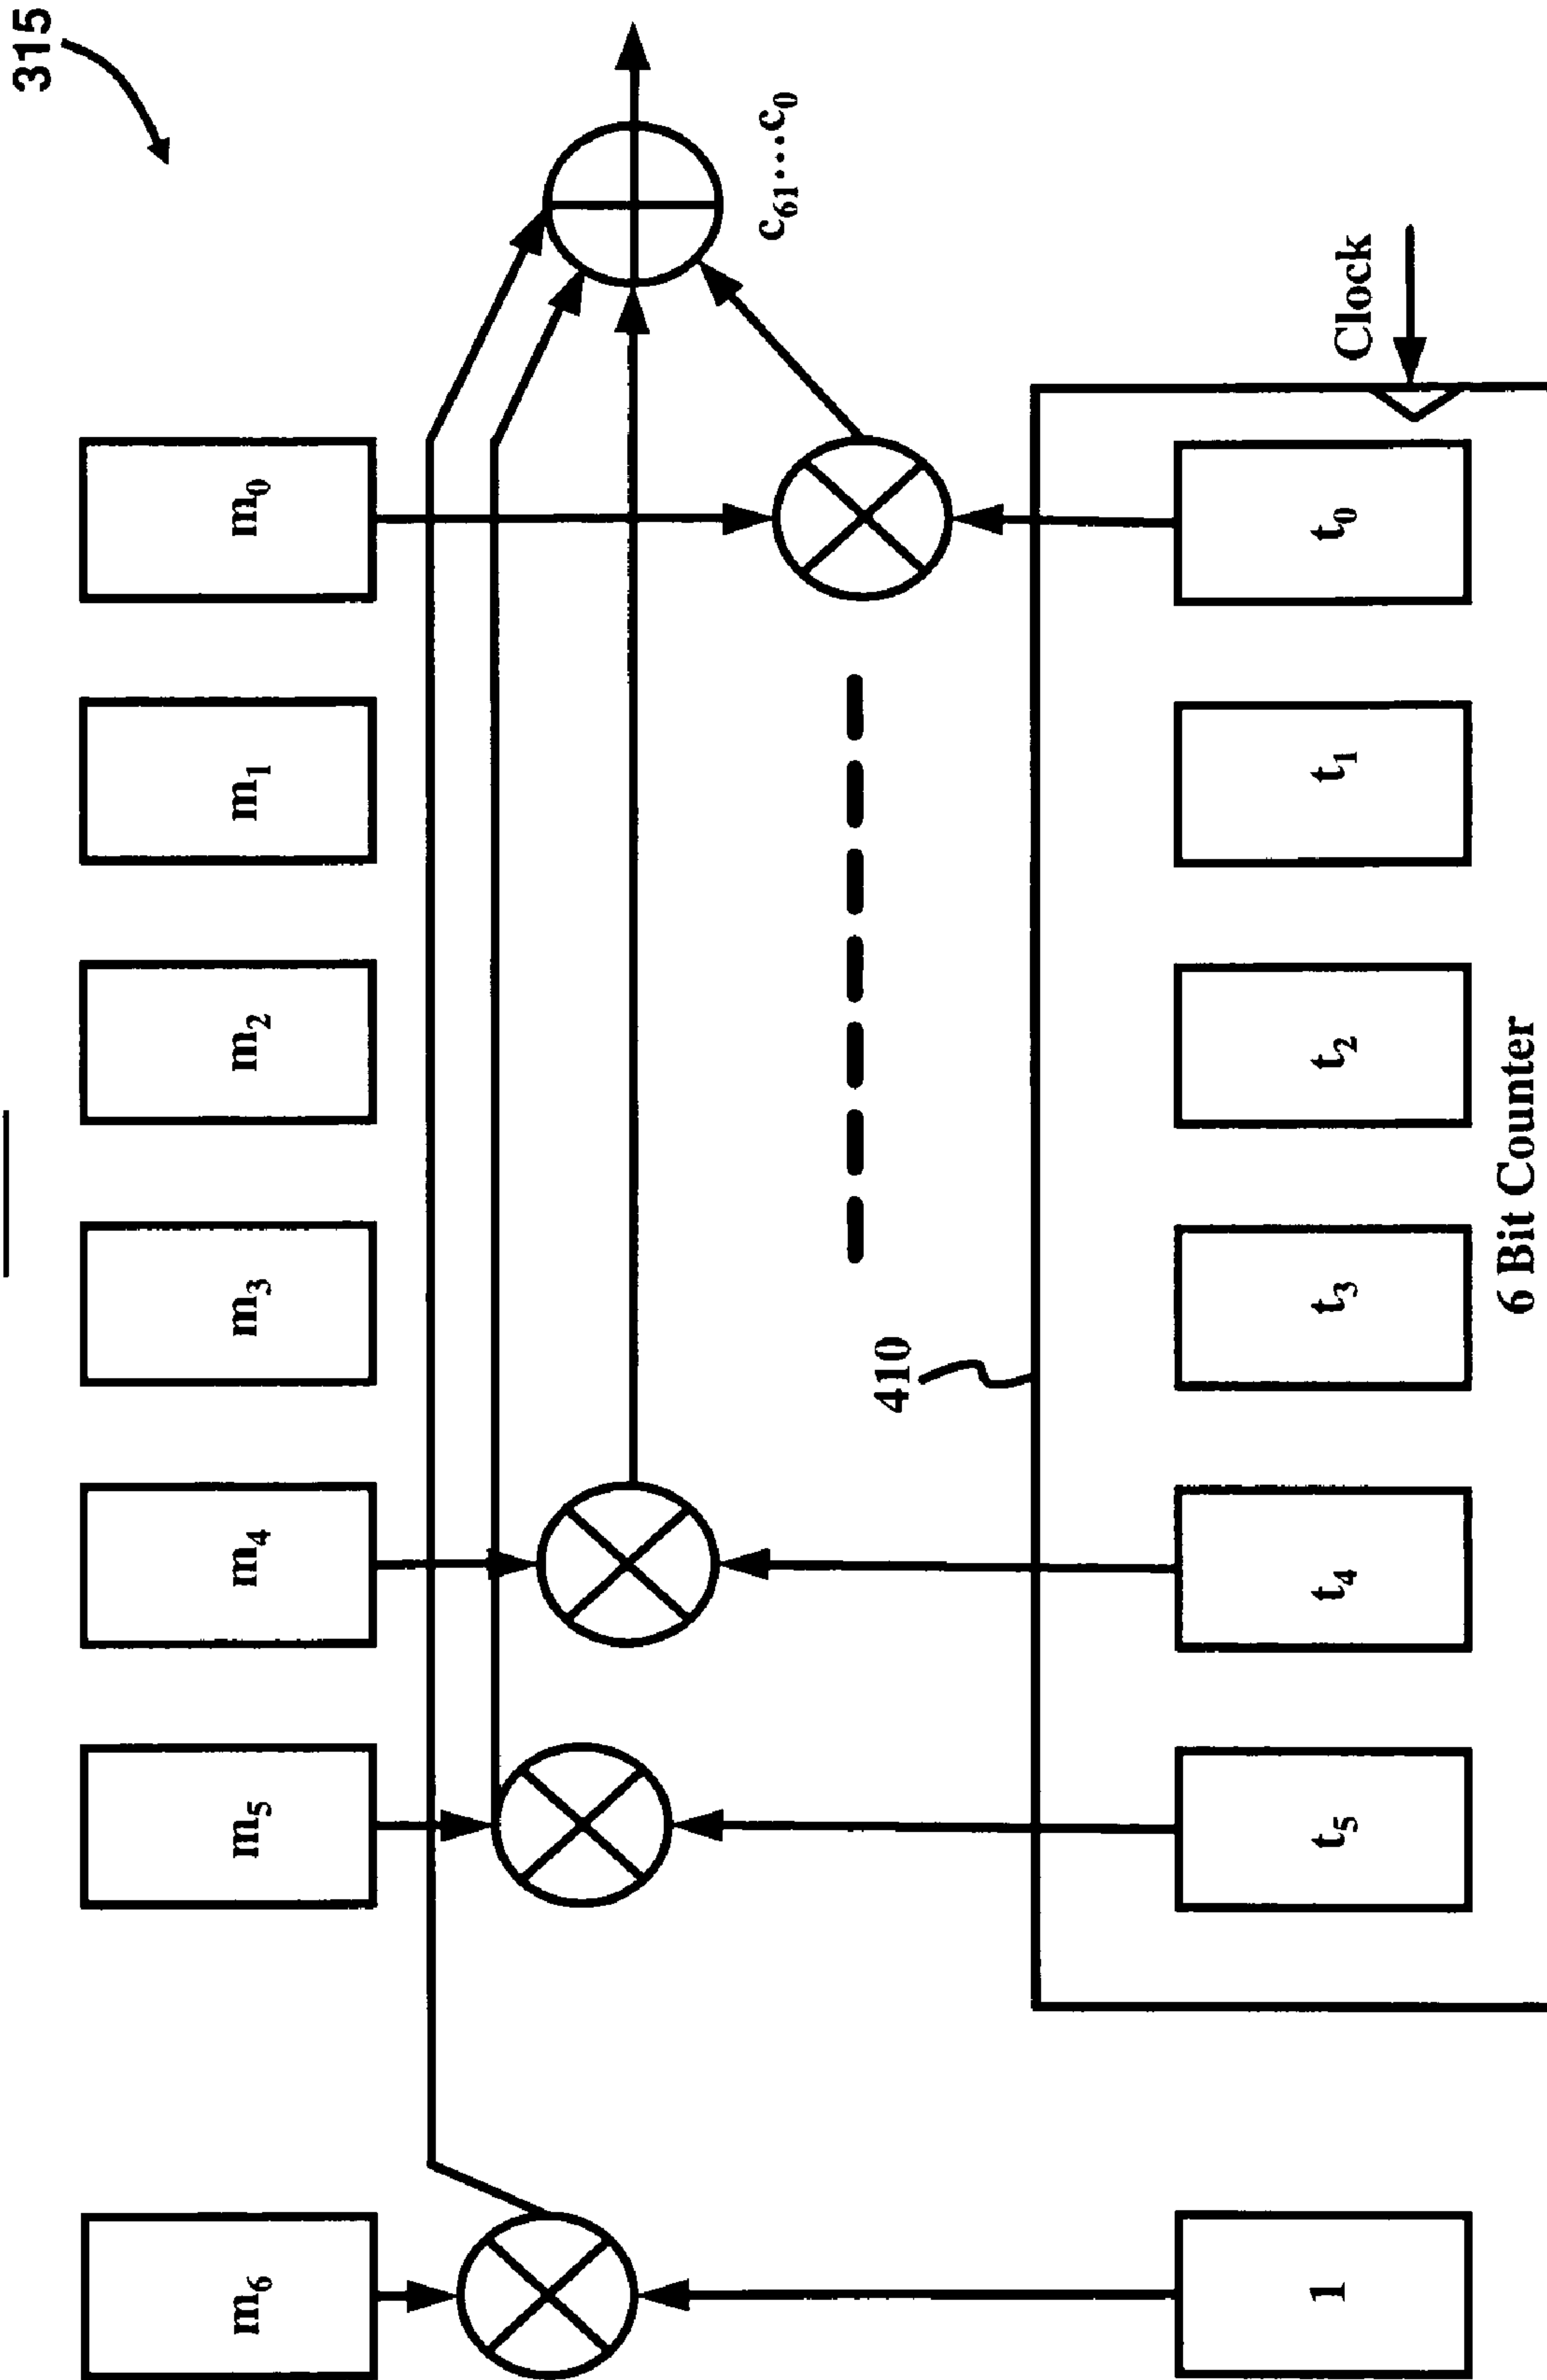 315
m₆
m₅
m₄
m₃
m₂
m₁
m₀
c₆₁...c₀
410
Clock
1
t₅
t₄
t₃
t₂
t₁
t₀
6 Bit Counter